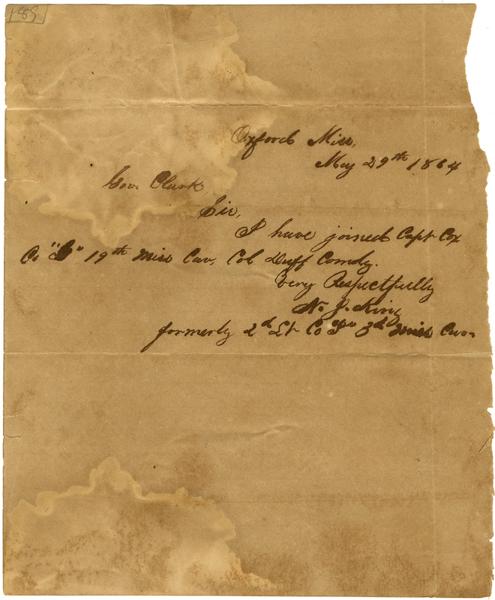 Oxford Miss,
May 29th 1864
Gov. Clark
Sir,
I have joined Capt Cox
Co 19th Miss Cav, Col Duff Comdg.
Very Respectfully
J. King
formerly 2d Lt Co 3d Miss Cav